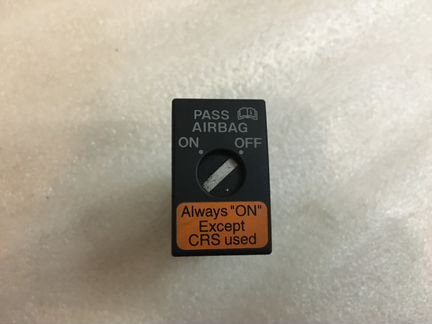 PASS
AIRBAG
ON OFF
Always "ON"
Except
CRS used